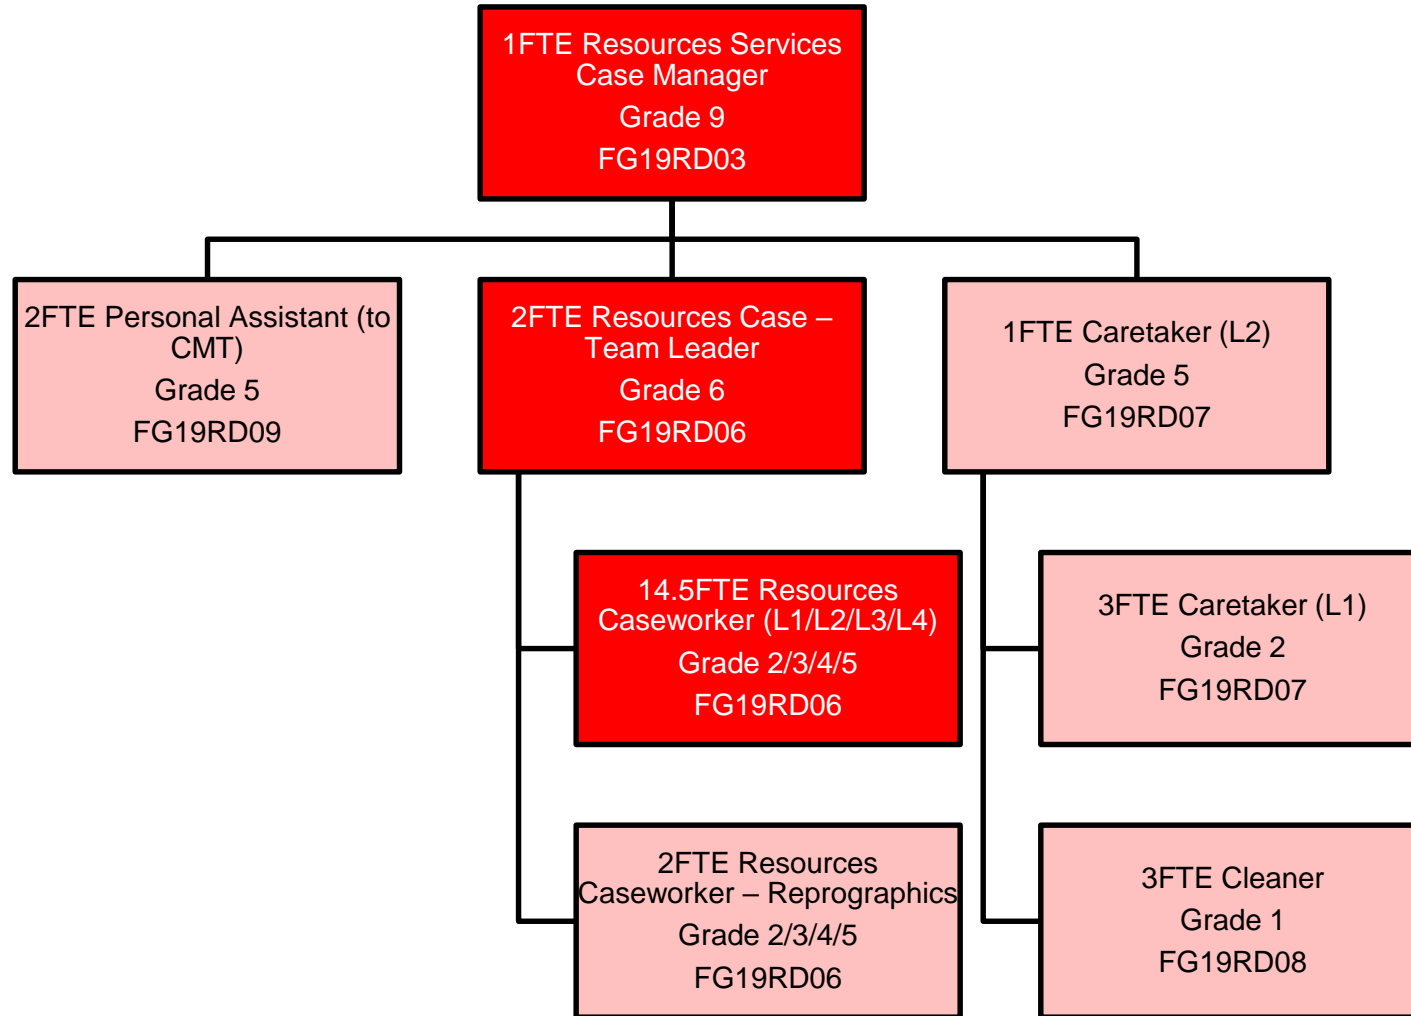 1FTE Resources Services
Case Manager
Grade 9
FG19RD03
2FTE Personal Assistant (to
CMT)
Grade 5
FG19RD09
2FTE Resources Case –
Team Leader
Grade 6
FG19RD06
1FTE Caretaker (L2)
Grade 5
FG19RD07
14.5FTE Resources
Caseworker (L1/L2/L3/L4)
Grade 2/3/4/5
FG19RD06
3FTE Caretaker (L1)
Grade 2
FG19RD07
2FTE Resources
Caseworker – Reprographics
Grade 2/3/4/5
FG19RD06
3FTE Cleaner
Grade 1
FG19RD08